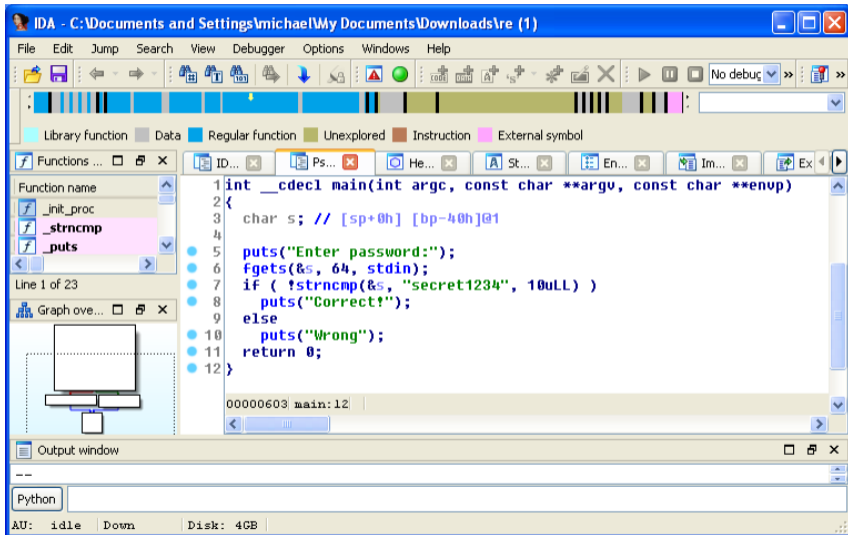 IDA - C:\Documents and Settings\michael\My Documents\Downloads\re (1)
File Edit Jump Search View Debugger Options Windows Help
No debug
Library function Data Regular function Unexplored Instruction External symbol
Functions ... ID... Ps... He... St... En... Im... Ex
Function name
_init_proc
_strncmp
_puts
Line 1 of 23
Graph ove...
1 int __cdecl main(int argc, const char **argv, const char **envp)
2 {
3 char s; // [sp+0h] [bp-40h]@1
4
5 puts("Enter password:");
6 fgets(&s, 64, stdin);
7 if ( !strncmp(&s, "secret1234", 10uLL) )
8 puts("Correct!");
9 else
10 puts("Wrong");
11 return 0;
12 }
00000603 main:12
Output window
--
Python
AU: idle Down Disk: 4GB